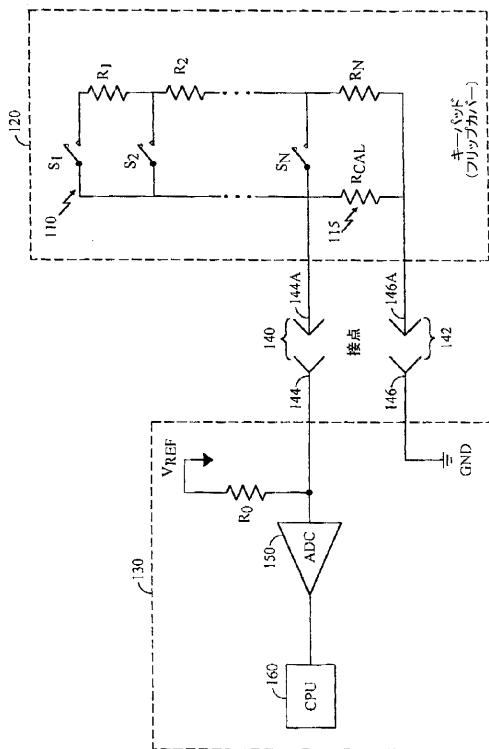 120
S1
R1
110
S2
R2
SN
RN
RCAL
115
キーパッド
(フリップカバー)
144A
146A
140
接点
142
144
146
130
VREF
R0
GND
150
ADC
160
CPU